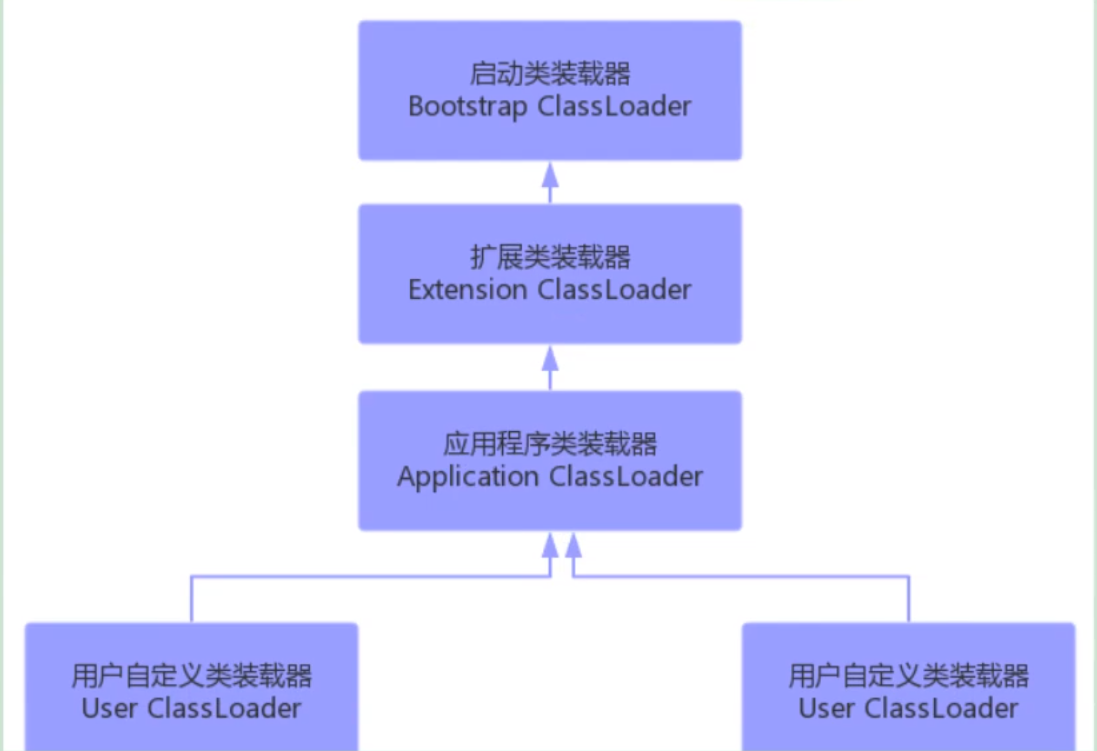 启动类装载器
Bootstrap ClassLoader
扩展类装载器
Extension ClassLoader
应用程序类装载器
Application ClassLoader
用户自定义类装载器
User ClassLoader
用户自定义类装载器
User ClassLoader